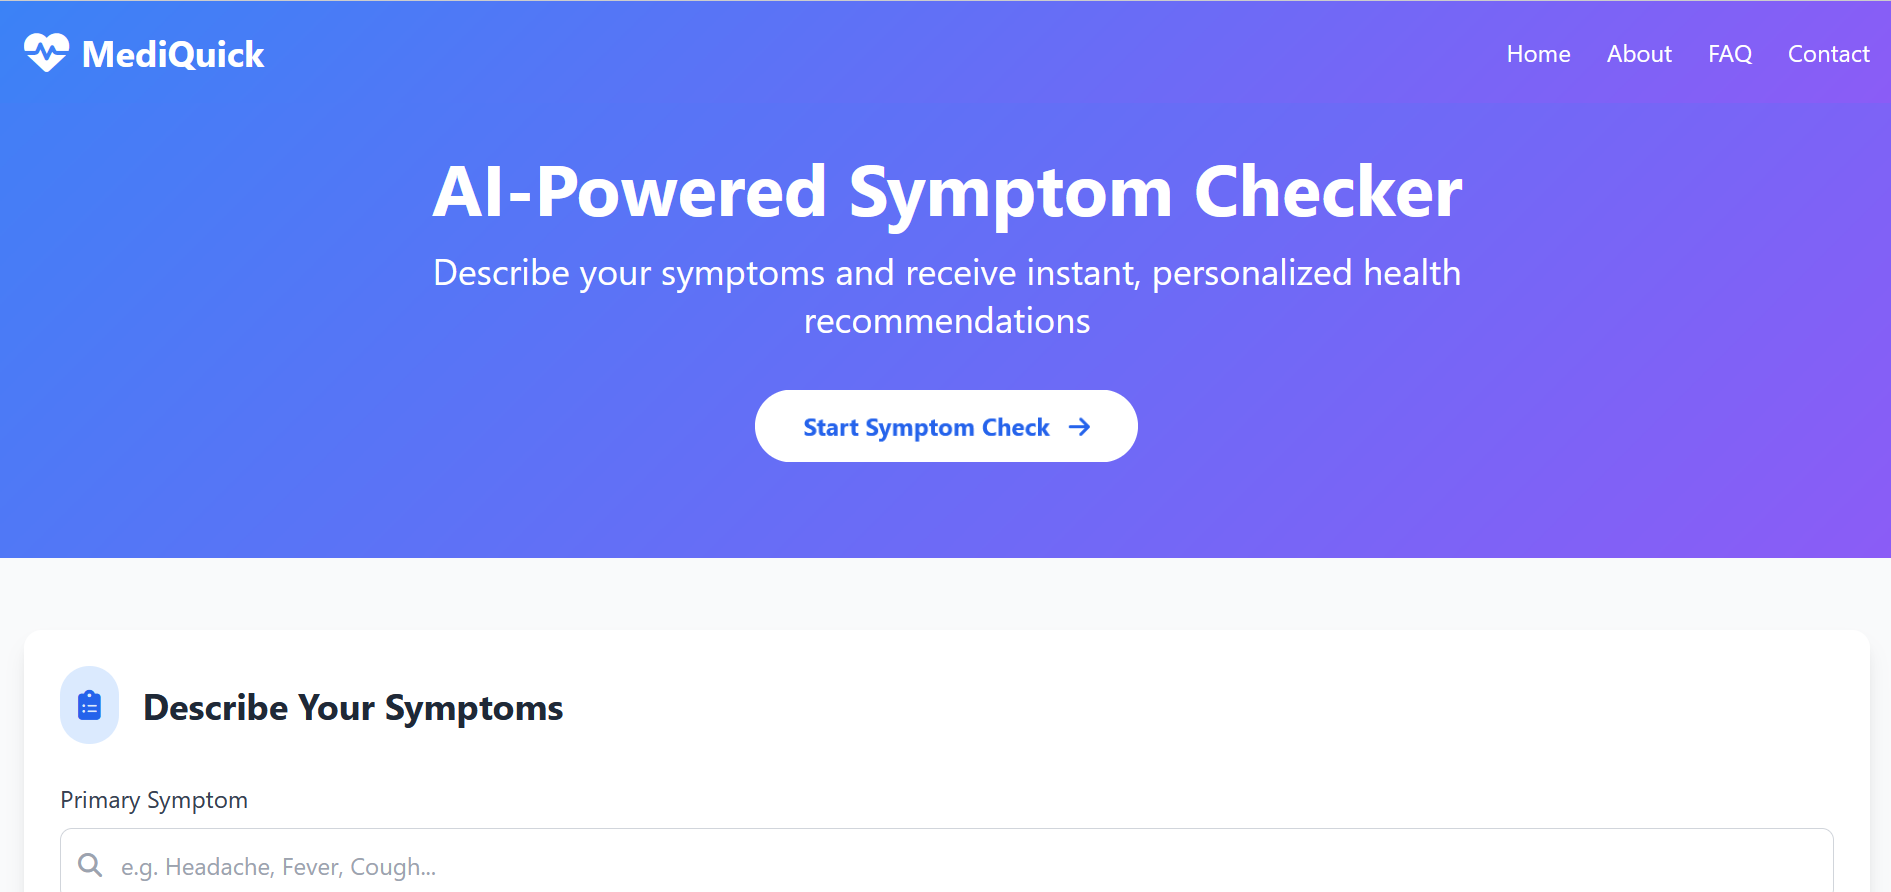 MediQuick
Home
About
FAQ
Contact
AI-Powered Symptom Checker
Describe your symptoms and receive instant, personalized health
recommendations
Start Symptom Check
Describe Your Symptoms
Primary Symptom
e.g. Headache, Fever, Cough...